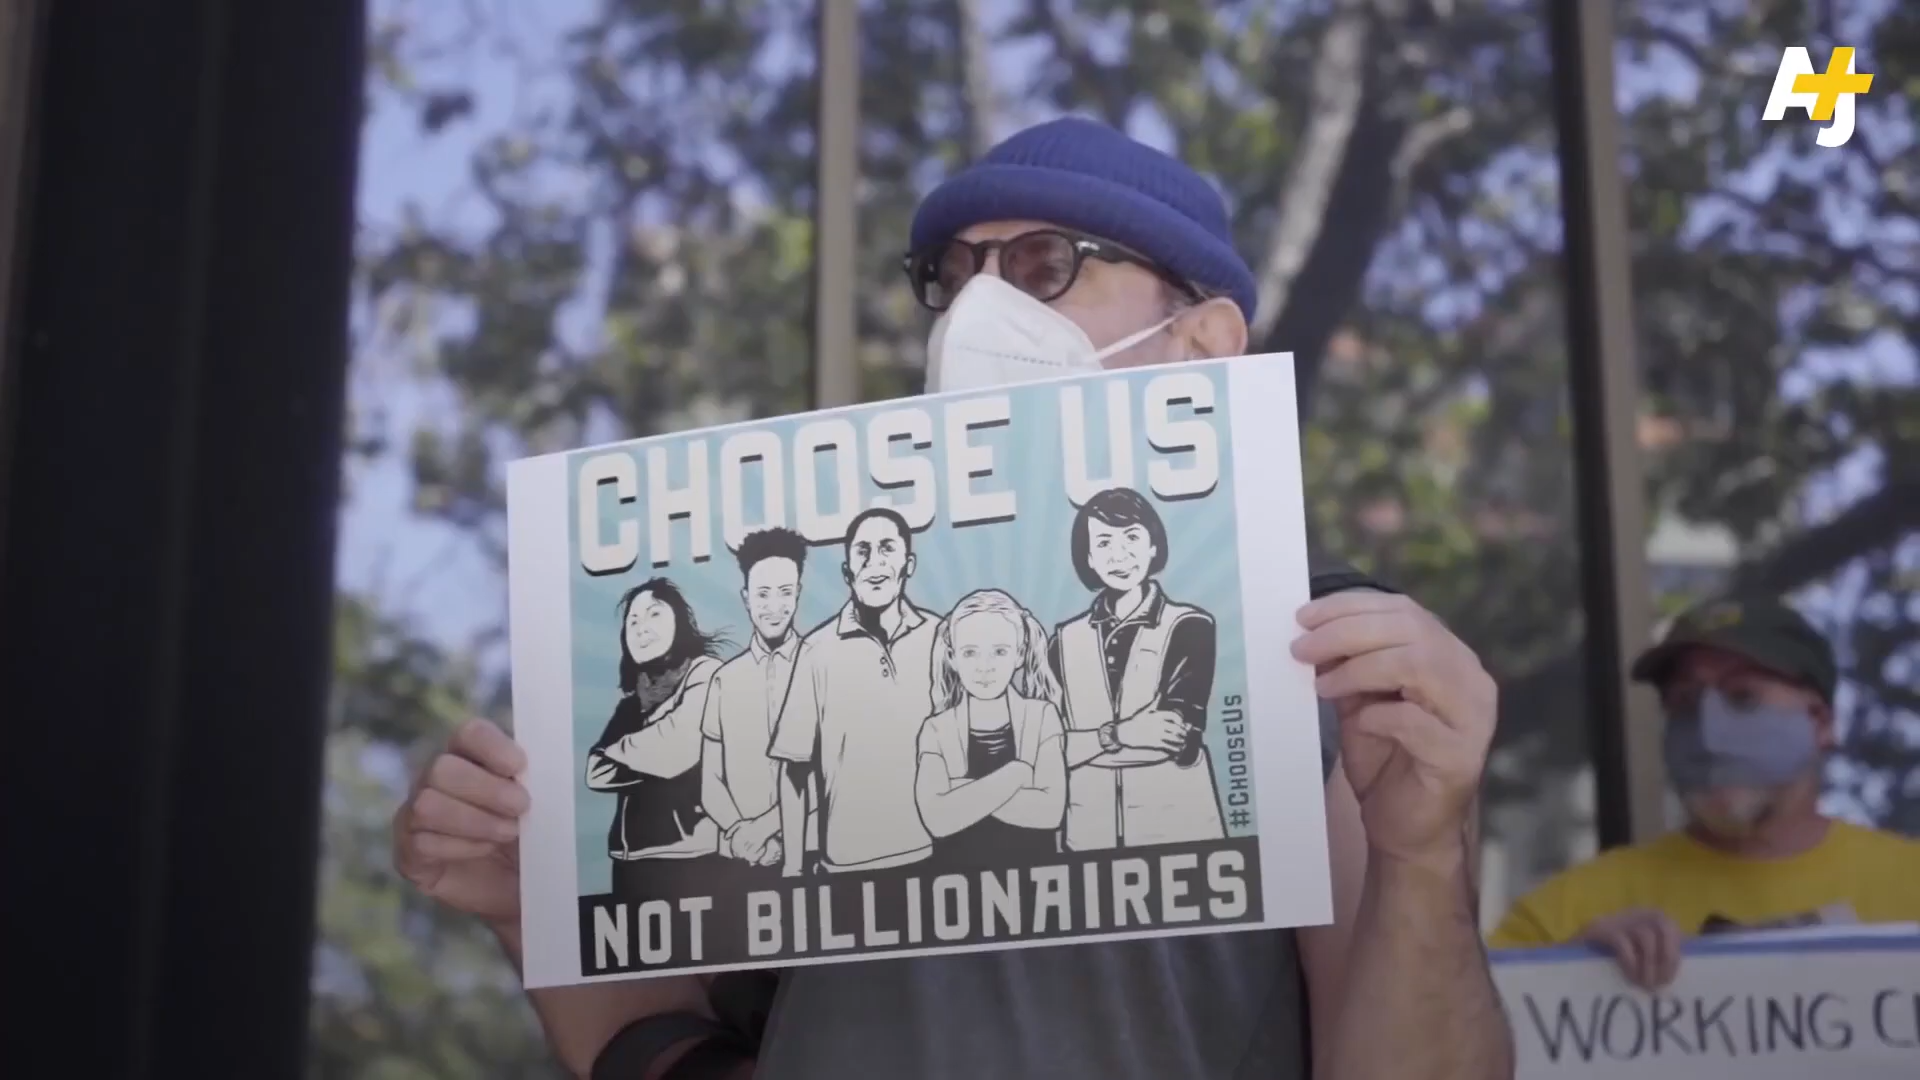 AJ+
CHOOSE US
#CHOOSEUS
NOT BILLIONAIRES
WORKING